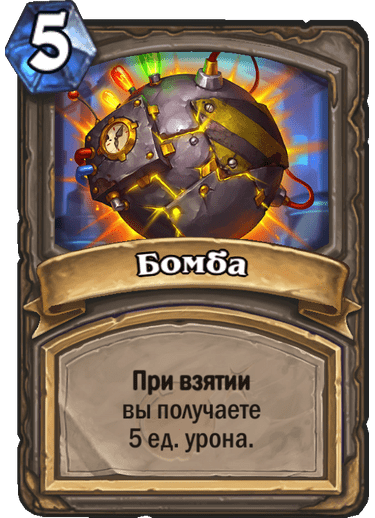 5
Бомба
При взятии
вы получаете
5 ед. урона.